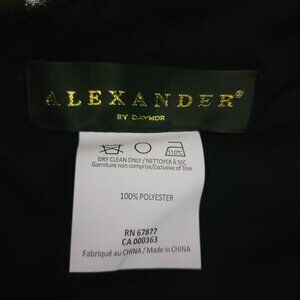 ALEXANDER®
BY DAYMOR
110°C
DRY CLEAN ONLY / NETTOYER À SEC
Garniture non comprise/Exclusive of Trim
100% POLYESTER
RN 67877
CA 000363
Fabriqué au CHINA / Made in CHINA